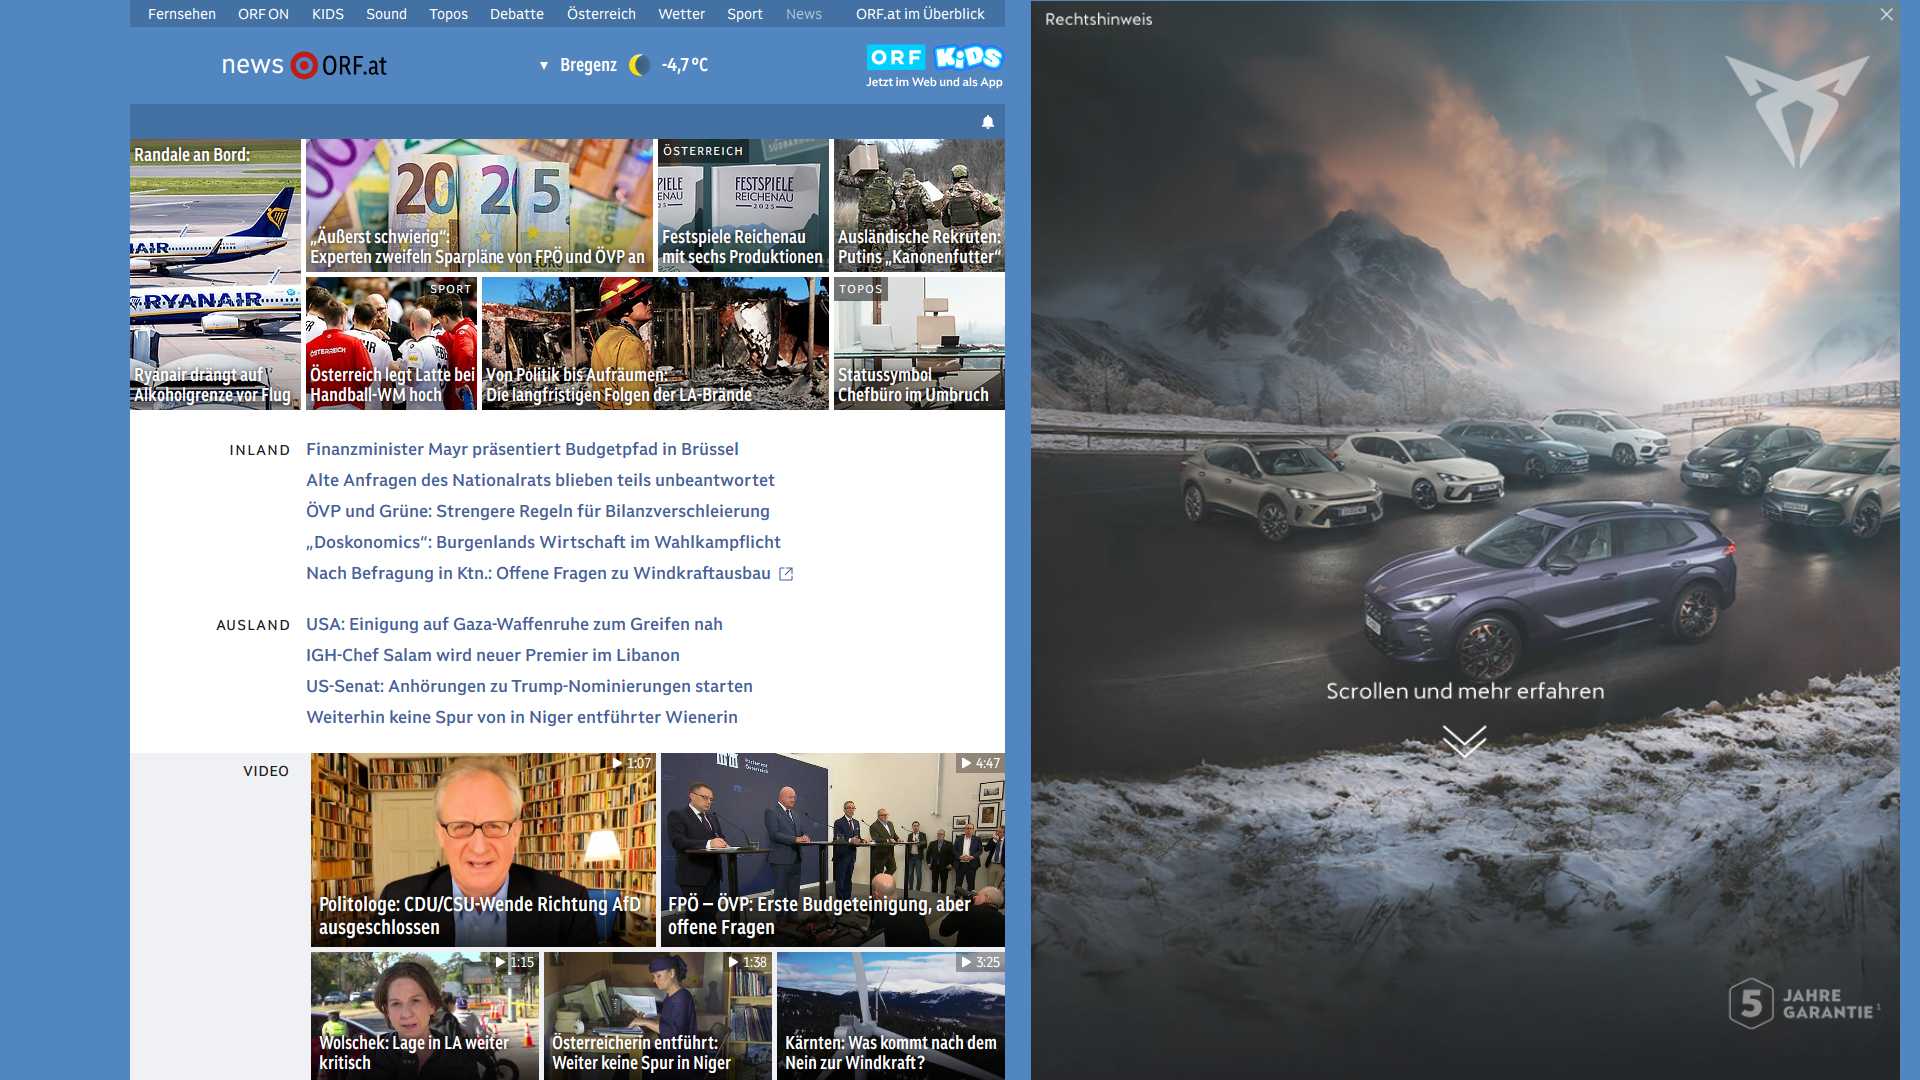 Fernsehen ORF ON KIDS Sound Topos Debatte Österreich Wetter Sport News ORF.at im Überblick
news ORF.at
▼ Bregenz -4,7 °C
ORF KiDS
Jetzt im Web und als App
Randale an Bord:
RYANAIR
Ryanair drängt auf
Alkoholgrenze vor Flug
2025
EURO
„Äußerst schwierig“:
Experten zweifeln Sparpläne von FPÖ und ÖVP an
ÖSTERREICH
FESTSPIELE
REICHENAU
2025
Festspiele Reichenau
mit sechs Produktionen
Ausländische Rekruten:
Putins „Kanonenfutter“
SPORT
ÖSTERREICH
Österreich legt Latte bei
Handball-WM hoch
Von Politik bis Aufräumen:
Die langfristigen Folgen der LA-Brände
TOPOS
Statussymbol
Chefbüro im Umbruch
INLAND
Finanzminister Mayr präsentiert Budgetpfad in Brüssel
Alte Anfragen des Nationalrats blieben teils unbeantwortet
ÖVP und Grüne: Strengere Regeln für Bilanzverschleierung
„Doskonomics“: Burgenlands Wirtschaft im Wahlkampflicht
Nach Befragung in Ktn.: Offene Fragen zu Windkraftausbau
AUSLAND
USA: Einigung auf Gaza-Waffenruhe zum Greifen nah
IGH-Chef Salam wird neuer Premier im Libanon
US-Senat: Anhörungen zu Trump-Nominierungen starten
Weiterhin keine Spur von in Niger entführter Wienerin
VIDEO
1:07
Politologe: CDU/CSU-Wende Richtung AfD
ausgeschlossen
4:47
Parlament
Österreich
FPÖ – ÖVP: Erste Budgeteinigung, aber
offene Fragen
1:15
Wolschek: Lage in LA weiter
kritisch
1:38
Österreicherin entführt:
Weiter keine Spur in Niger
3:25
Kärnten: Was kommt nach dem
Nein zur Windkraft?
Rechtshinweis
Scrollen und mehr erfahren
5 JAHRE
GARANTIE¹